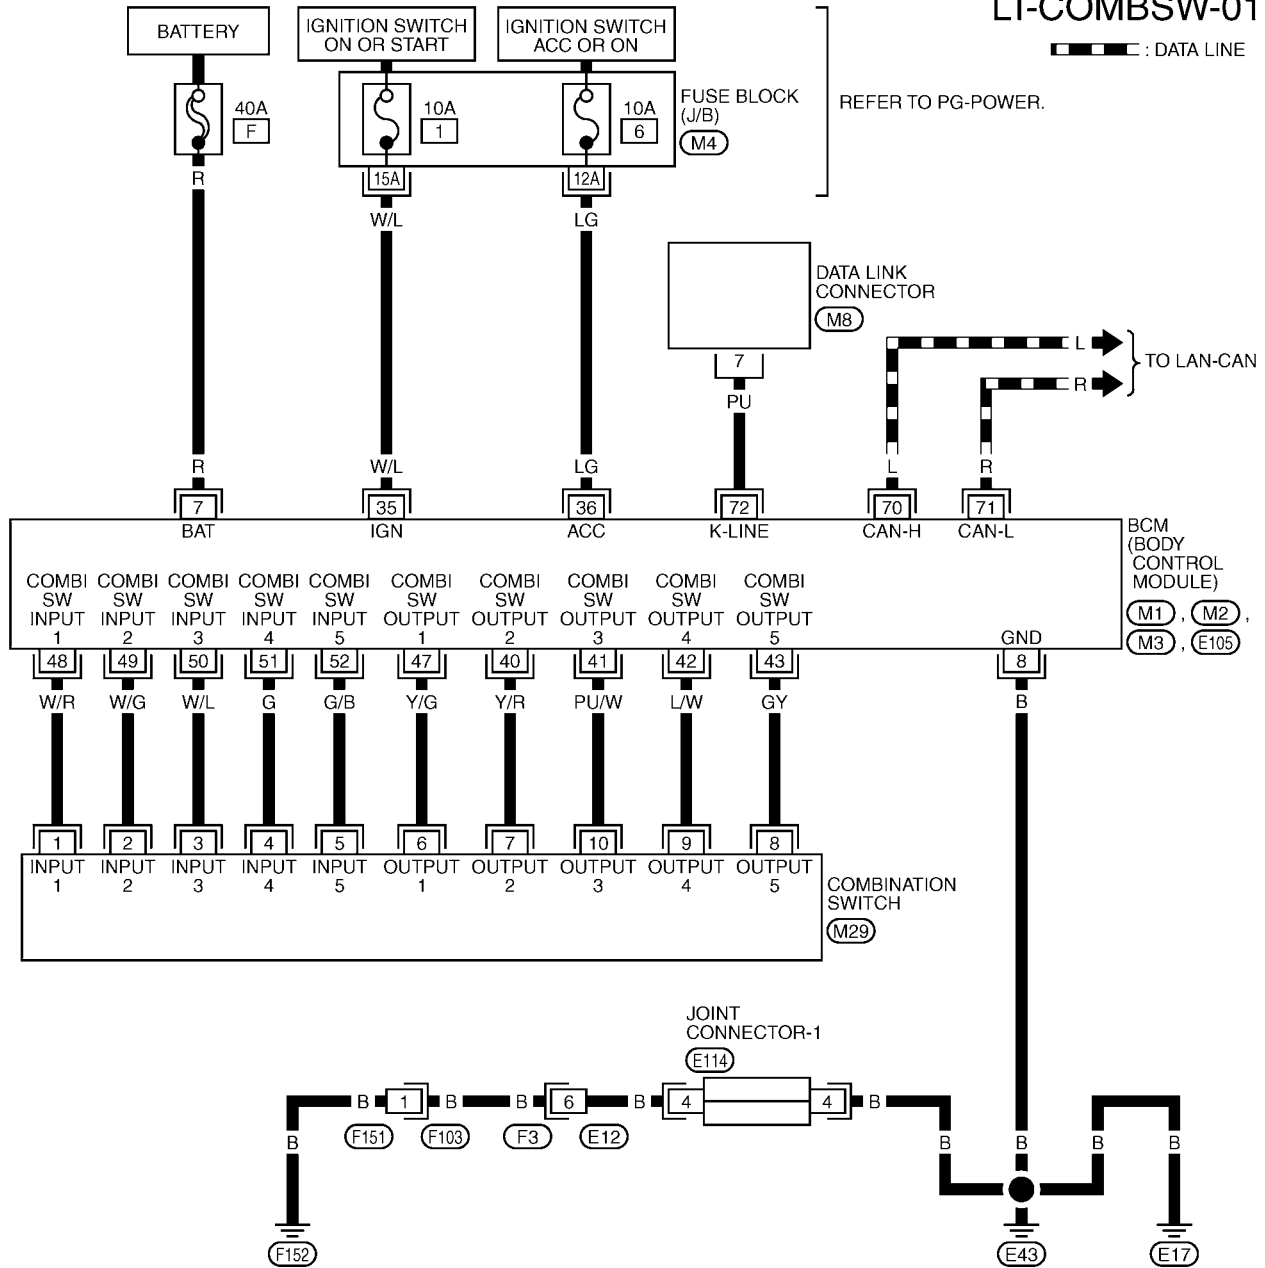 LT-COMBSW-01
: DATA LINE
BATTERY
IGNITION SWITCH
ON OR START
IGNITION SWITCH
ACC OR ON
40A
F
10A
1
10A
6
FUSE BLOCK
(J/B)
M4
REFER TO PG-POWER.
R
15A
12A
W/L
LG
DATA LINK
CONNECTOR
M8
7
PU
L
R
TO LAN-CAN
R
W/L
LG
L
R
7
35
36
72
70
71
BAT
IGN
ACC
K-LINE
CAN-H
CAN-L
BCM
(BODY
CONTROL
MODULE)
M1 , M2 ,
M3 , E105
COMBI COMBI COMBI COMBI COMBI COMBI COMBI COMBI COMBI COMBI
SW SW SW SW SW SW SW SW SW SW
INPUT INPUT INPUT INPUT INPUT OUTPUT OUTPUT OUTPUT OUTPUT OUTPUT
1 2 3 4 5 1 2 3 4 5
GND
48 49 50 51 52 47 40 41 42 43 8
W/R W/G W/L G G/B Y/G Y/R PU/W L/W GY B
1 2 3 4 5 6 7 10 9 8
INPUT INPUT INPUT INPUT INPUT OUTPUT OUTPUT OUTPUT OUTPUT OUTPUT
1 2 3 4 5 1 2 3 4 5
COMBINATION
SWITCH
M29
JOINT
CONNECTOR-1
E114
B 1 B B 6 B 4 4 B
F151 F103 F3 E12
B B B B B
F152 E43 E17